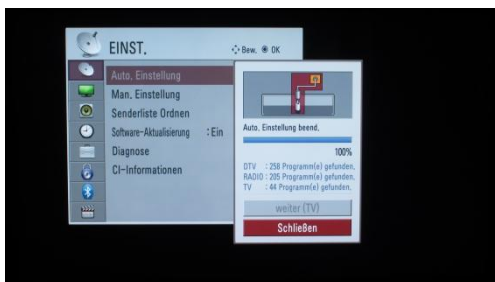 EINST.
Bew. OK
Auto. Einstellung
Man. Einstellung
Senderliste Ordnen
Software-Aktualisierung : Ein
Diagnose
CI-Informationen
Auto. Einstellung beend.
100%
DTV : 258 Programm(e) gefunden.
RADIO : 205 Programm(e) gefunden.
TV : 44 Programm(e) gefunden.
weiter (TV)
Schließen